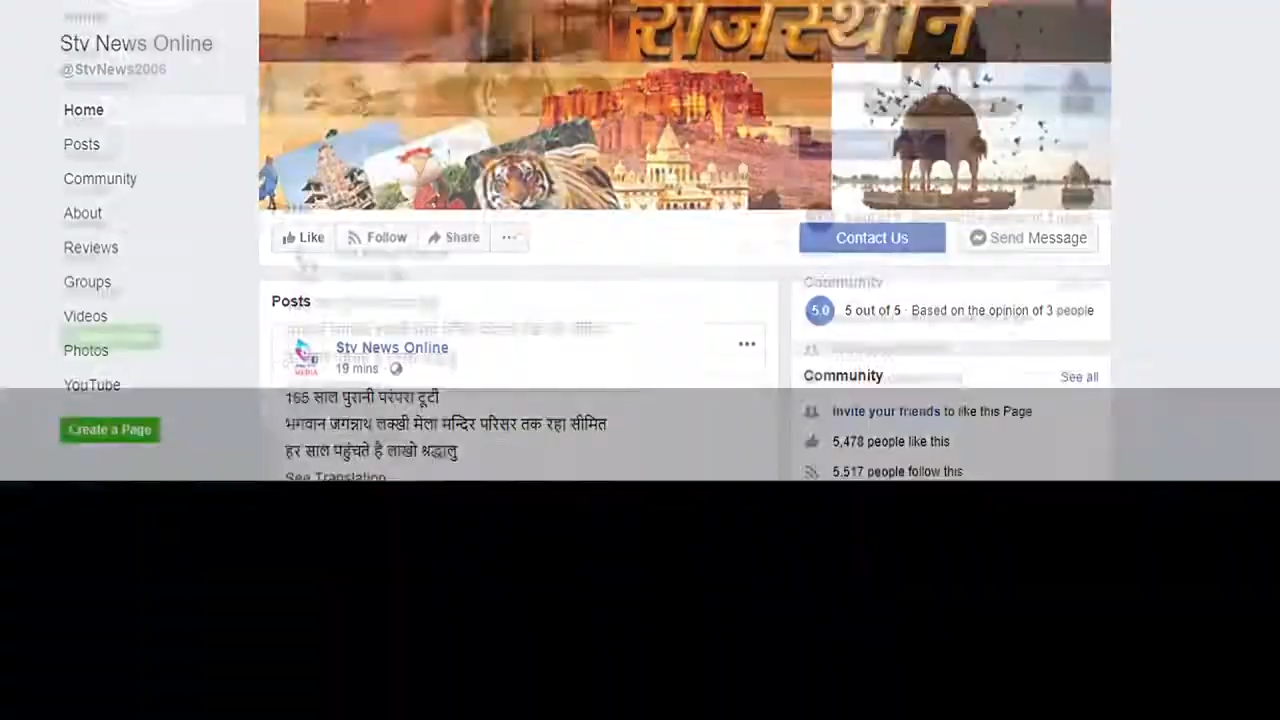 Stv News Online
@StvNews2006
Home
Posts
Community
About
Reviews
Groups
Videos
Photos
YouTube
Create a Page
राजस्थान
Like
Follow
Share
Contact Us
Send Message
Posts
Stv News Online
19 mins
165 साल पुरानी परंपरा टूटी
भगवान जगन्नाथ लक्खी मेला मन्दिर परिसर तक रहा सीमित
हर साल पहुंचते है लाखो श्रद्धालु
See Translation
Community
5.0 5 out of 5 · Based on the opinion of 3 people
Community See all
Invite your friends to like this Page
5,478 people like this
5,517 people follow this